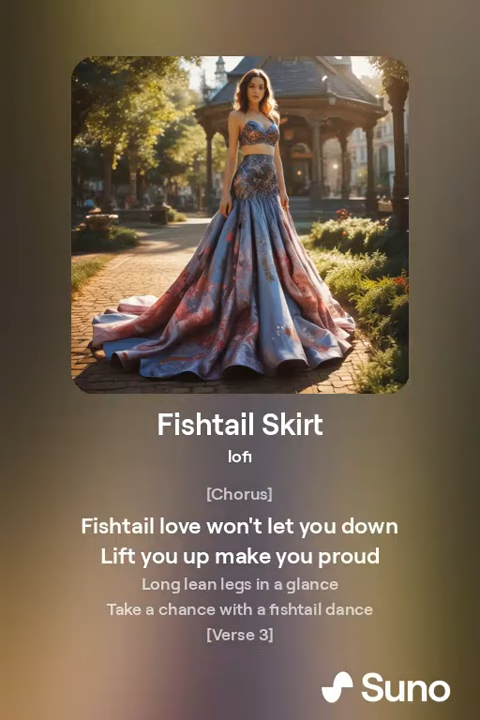 Fishtail Skirt
lofi
[Chorus]
Fishtail love won't let you down
Lift you up make you proud
Long lean legs in a glance
Take a chance with a fishtail dance
[Verse 3]
Suno